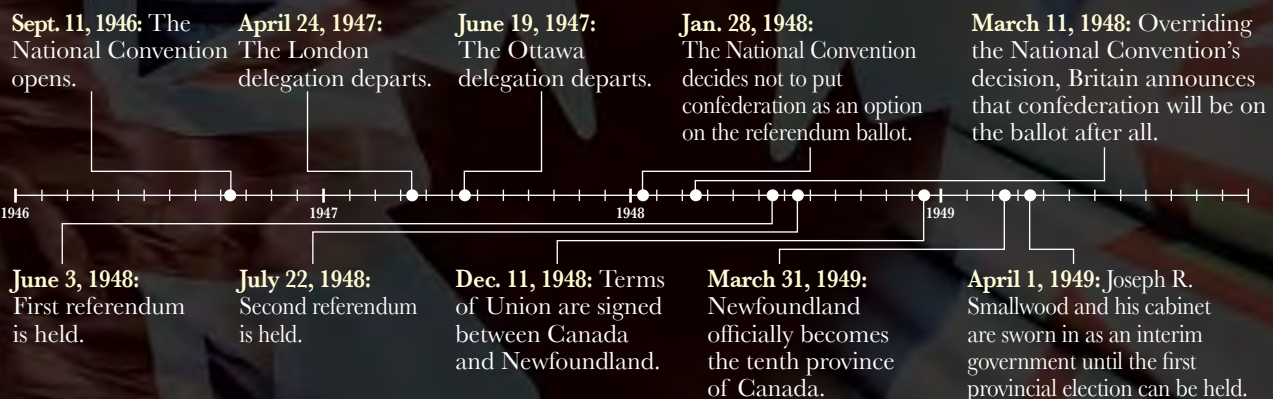 Sept. 11, 1946: The
National Convention
opens.
April 24, 1947:
The London
delegation departs.
June 19, 1947:
The Ottawa
delegation departs.
Jan. 28, 1948:
The National Convention
decides not to put
confederation as an option
on the referendum ballot.
March 11, 1948: Overriding
the National Convention’s
decision, Britain announces
that confederation will be on
the ballot after all.
1946
1947
1948
1949
June 3, 1948:
First referendum
is held.
July 22, 1948:
Second referendum
is held.
Dec. 11, 1948: Terms
of Union are signed
between Canada
and Newfoundland.
March 31, 1949:
Newfoundland
officially becomes
the tenth province
of Canada.
April 1, 1949: Joseph R.
Smallwood and his cabinet
are sworn in as an interim
government until the first
provincial election can be held.